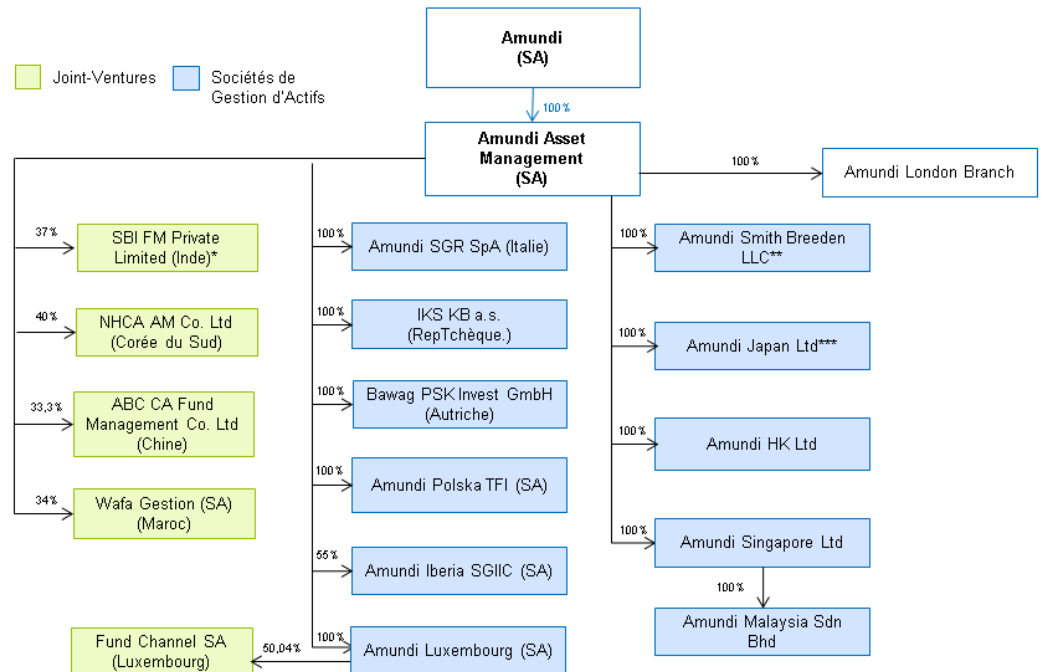 Amundi
(SA)
Joint-Ventures
Sociétés de
Gestion d'Actifs
100%
Amundi Asset
Management
(SA)
100%
Amundi London Branch
37%
SBI FM Private
Limited (Inde)*
40%
NHCA AM Co. Ltd
(Corée du Sud)
33,3%
ABC CA Fund
Management Co. Ltd
(Chine)
34%
Wafa Gestion (SA)
(Maroc)
100%
Amundi SGR SpA (Italie)
100%
IKS KB a.s.
(RepTchèque.)
100%
Bawag PSK Invest GmbH
(Autriche)
100%
Amundi Polska TFI (SA)
55%
Amundi Iberia SGIIC (SA)
100%
Amundi Luxembourg (SA)
50,04%
Fund Channel SA
(Luxembourg)
100%
Amundi Smith Breeden
LLC**
100%
Amundi Japan Ltd***
100%
Amundi HK Ltd
100%
Amundi Singapore Ltd
100%
Amundi Malaysia Sdn
Bhd